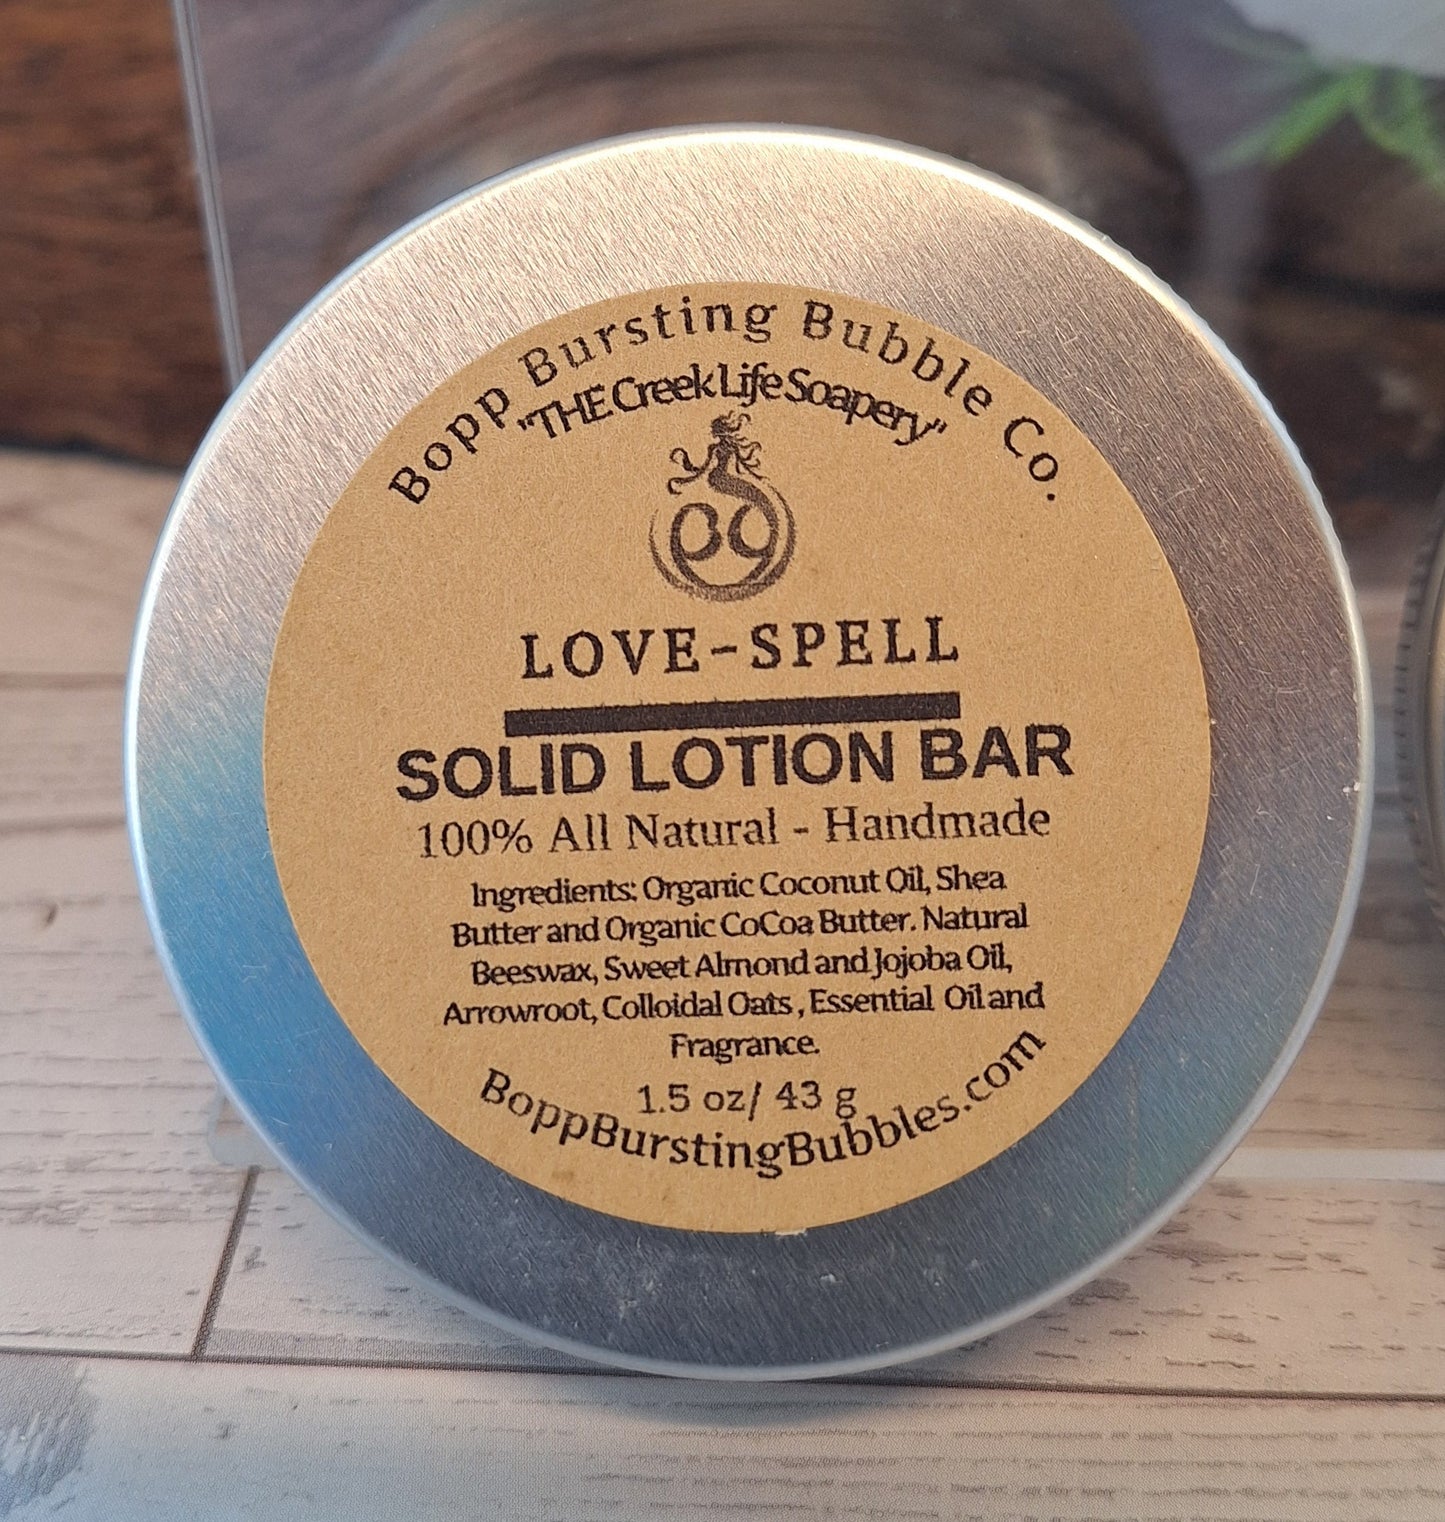 Bopp Bursting Bubble Co.
"THE Creek Life Soapery"
LOVE-SPELL
SOLID LOTION BAR
100% All Natural - Handmade
Ingredients: Organic Coconut Oil, Shea
Butter and Organic CoCoa Butter. Natural
Beeswax, Sweet Almond and Jojoba Oil,
Arrowroot, Colloidal Oats , Essential Oil and
Fragrance.
1.5 oz/ 43 g
BoppBurstingBubbles.com